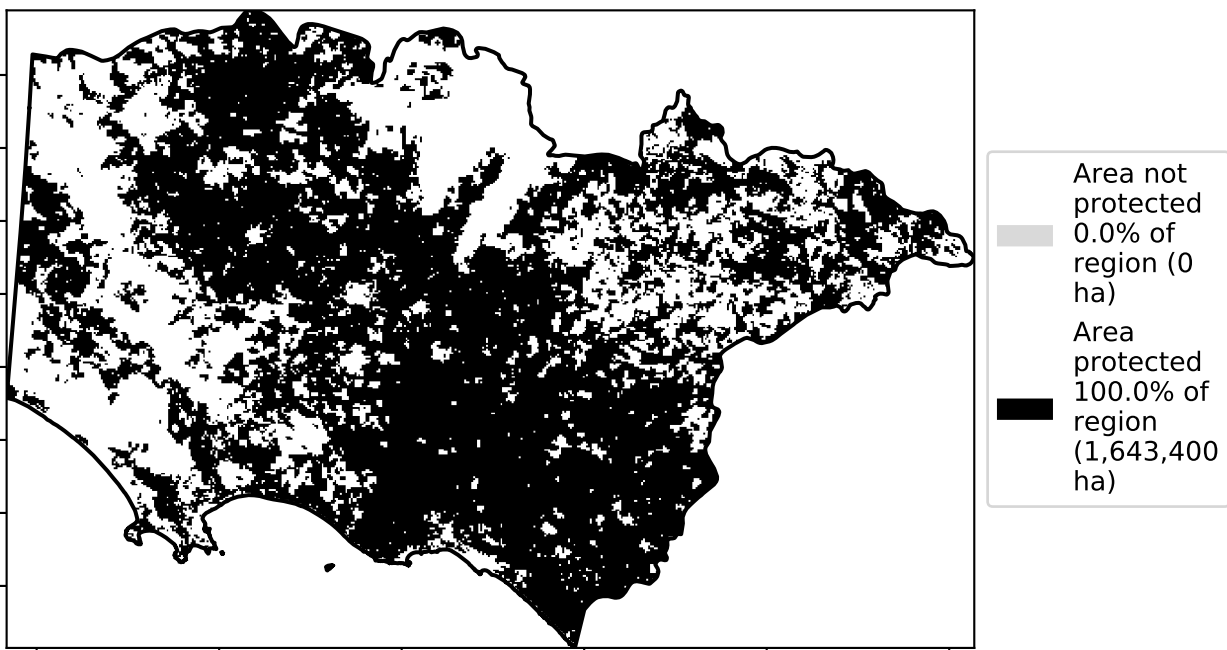 Area not
protected
0.0% of
region (0
ha)
Area
protected
100.0% of
region
(1,643,400
ha)